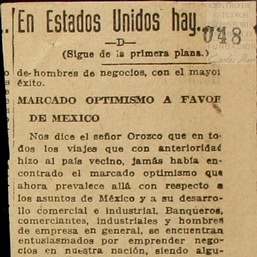 ..¡En Estados Unidos hay...
—D—
(Sigue de la primera plana.)
048
o de hombres de negocios, con el mayor
éxito.
MARCADO OPTIMISMO A FAVOR
DE MEXICO
Nos dice el señor Orozco que en to-
dos los viajes que con anterioridad
hizo al país vecino, jamás había en-
contrado el marcado optimismo que
ahora prevalece allá con respecto a
los asuntos de México y a su desarro-
llo comercial e industrial. Banqueros,
comerciantes, industriales y hombres
de empresa en general, se encuentran
entusiasmados por emprender nego-
cios en nuestra nación, siendo algu-